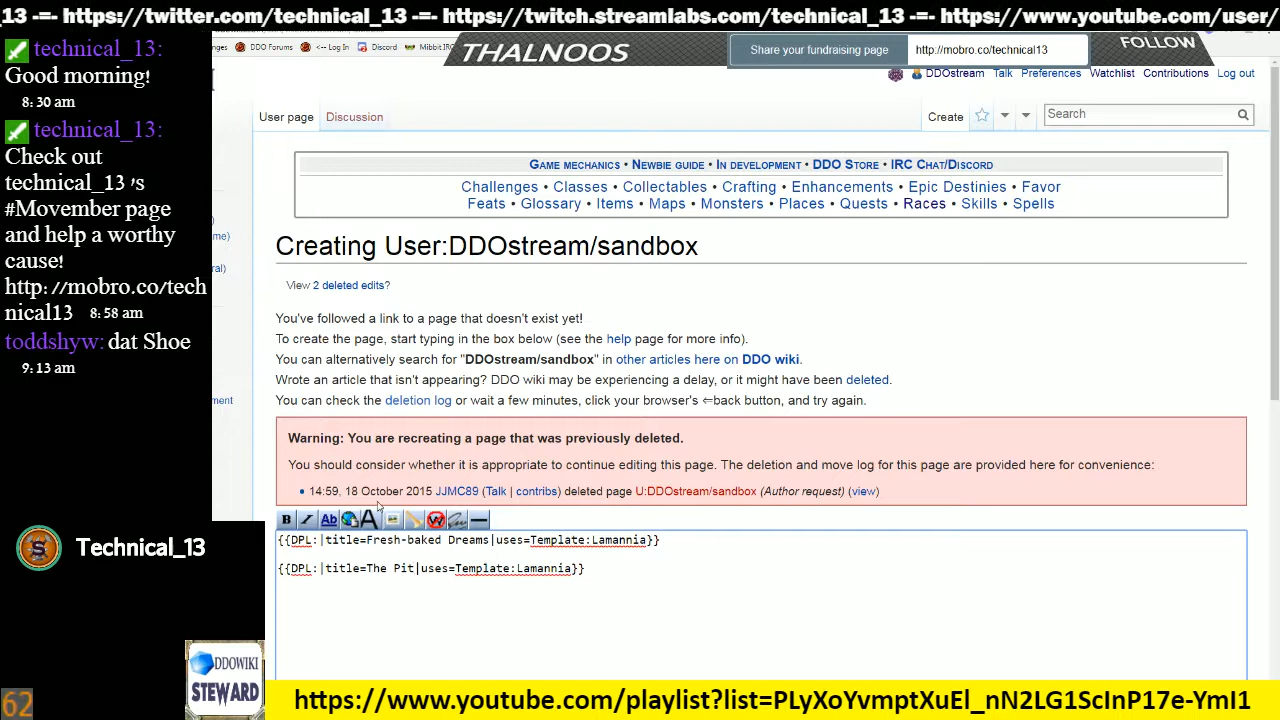 13 -=- https://twitter.com/technical_13 -=- https://twitch.streamlabs.com/technical_13 -=- https://www.youtube.com/user/
technical_13:
Good morning!
8:30 am
technical_13:
Check out
technical_13 's
#Movember page
and help a worthy
cause!
http://mobro.co/tech
nical13 8:58 am
toddshyw: dat Shoe
9:13 am
Technical_13
DDOWIKI
STEWARD
62
nges DDO Forums <-- Log In Discord Mibbit IRC
THALNOOS
Share your fundraising page http://mobro.co/technical13
FOLLOW
DDOstream Talk Preferences Watchlist Contributions Log out
User page Discussion Create Search
me)
ral)
ment
Game mechanics • Newbie guide • In development • DDO Store • IRC Chat/Discord
Challenges • Classes • Collectables • Crafting • Enhancements • Epic Destinies • Favor
Feats • Glossary • Items • Maps • Monsters • Places • Quests • Races • Skills • Spells
Creating User:DDOstream/sandbox
View 2 deleted edits?
You've followed a link to a page that doesn't exist yet!
To create the page, start typing in the box below (see the help page for more info).
You can alternatively search for "DDOstream/sandbox" in other articles here on DDO wiki.
Wrote an article that isn't appearing? DDO wiki may be experiencing a delay, or it might have been deleted.
You can check the deletion log or wait a few minutes, click your browser's ⇐back button, and try again.
Warning: You are recreating a page that was previously deleted.
You should consider whether it is appropriate to continue editing this page. The deletion and move log for this page are provided here for convenience:
• 14:59, 18 October 2015 JJMC89 (Talk | contribs) deleted page U:DDOstream/sandbox (Author request) (view)
B I Ab A W
{{DPL:|title=Fresh-baked Dreams|uses=Template:Lamannia}}
{{DPL:|title=The Pit|uses=Template:Lamannia}}
https://www.youtube.com/playlist?list=PLyXoYvmptXuEl_nN2LG1ScInP17e-YmI1